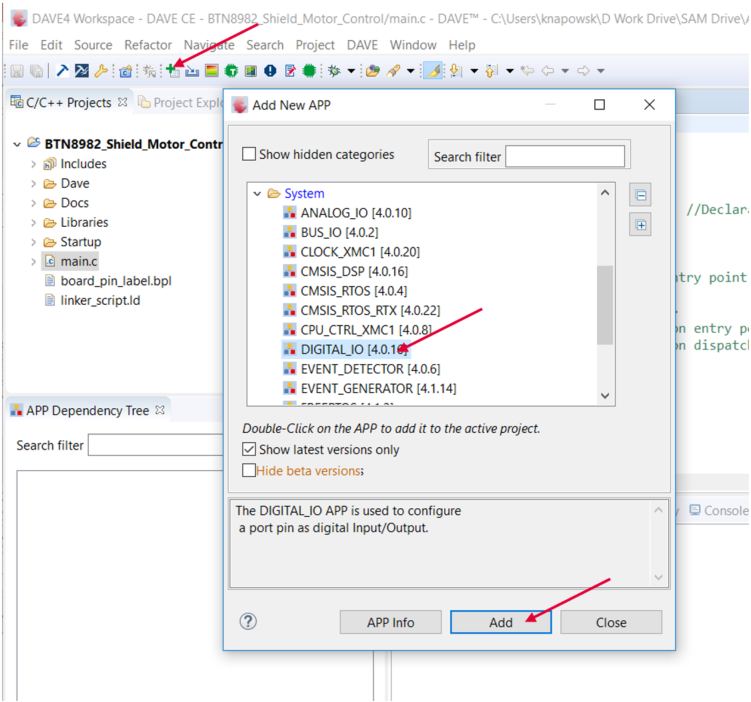 DAVE4 Workspace - DAVE CE - BTN8982_Shield_Motor_Control/main.c - DAVE™ - C:\Users\knapowsk\D Work Drive\SAM Drive\A
File Edit Source Refactor Navigate Search Project DAVE Window Help
C/C++ Projects Project Explo
BTN8982_Shield_Motor_Contr
Includes
Dave
Docs
Libraries
Startup
main.c
board_pin_label.bpl
linker_script.ld
APP Dependency Tree
Search filter
Add New APP
Show hidden categories
Search filter
System
ANALOG_IO [4.0.10]
BUS_IO [4.0.2]
CLOCK_XMC1 [4.0.20]
CMSIS_DSP [4.0.16]
CMSIS_RTOS [4.0.4]
CMSIS_RTOS_RTX [4.0.22]
CPU_CTRL_XMC1 [4.0.8]
DIGITAL_IO [4.0.16]
EVENT_DETECTOR [4.0.6]
EVENT_GENERATOR [4.1.14]
Double-Click on the APP to add it to the active project.
Show latest versions only
Hide beta versions;
The DIGITAL_IO APP is used to configure
a port pin as digital Input/Output.
APP Info Add Close
//Declara
ntry point
on entry po
on dispatch
Console